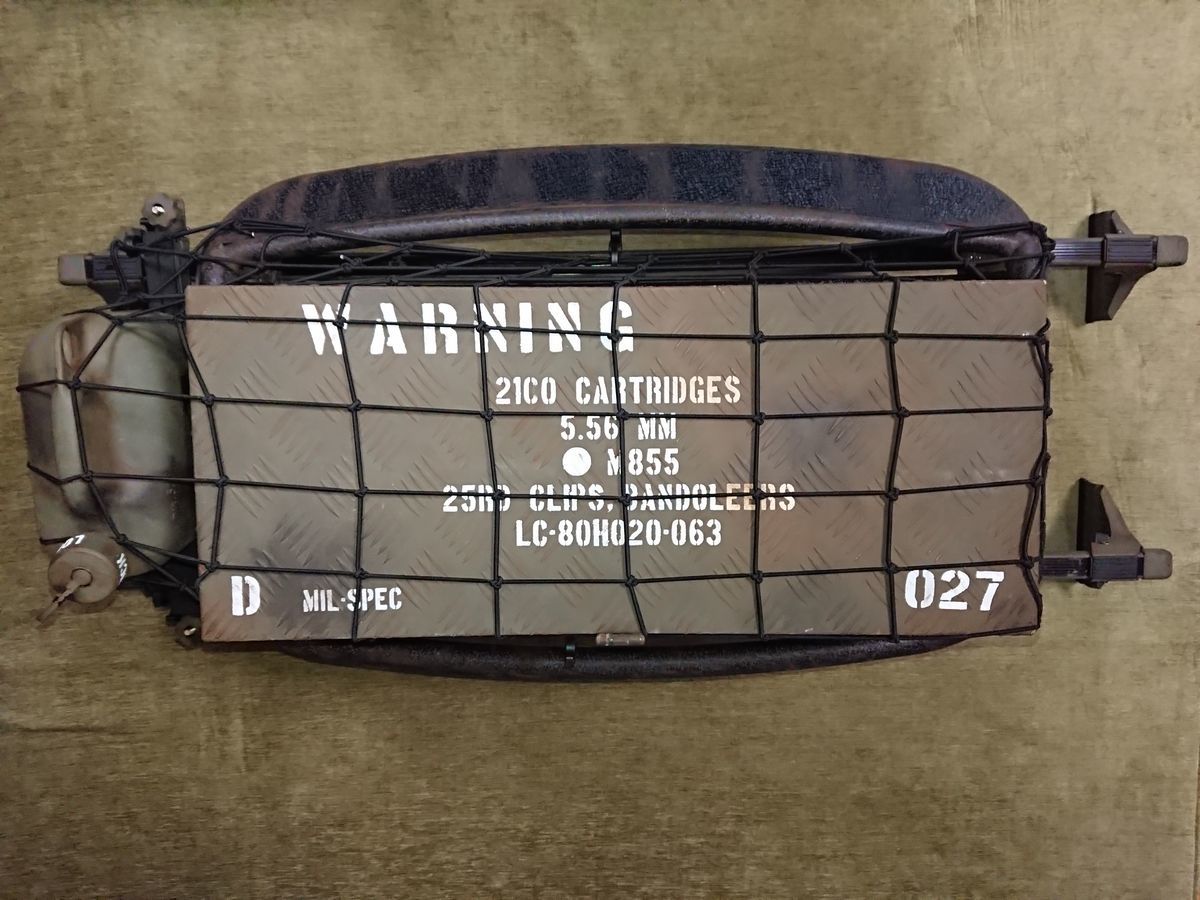 WARNING
21C0 CARTRIDGES
5.56 MM
M855
25RD CLIPS, BANDOLEERS
LC-80H020-063
D MIL-SPEC 027